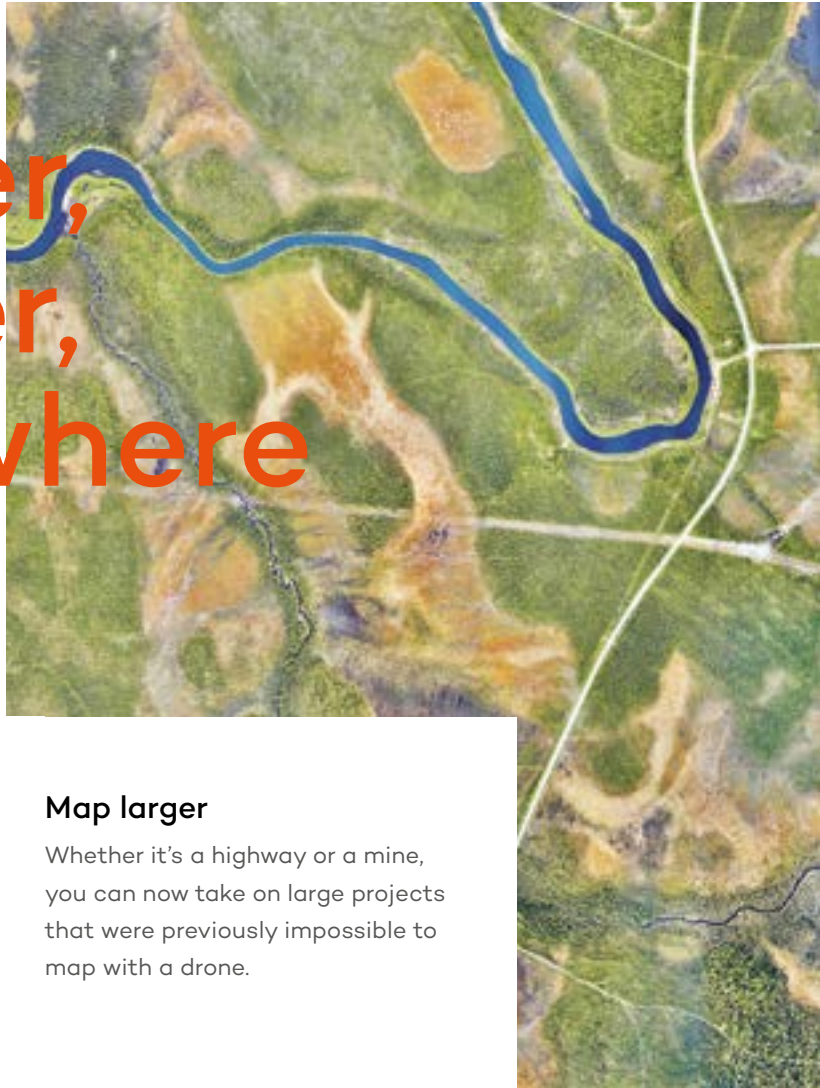 er,
er,
where
Map larger
Whether it’s a highway or a mine,
you can now take on large projects
that were previously impossible to
map with a drone.